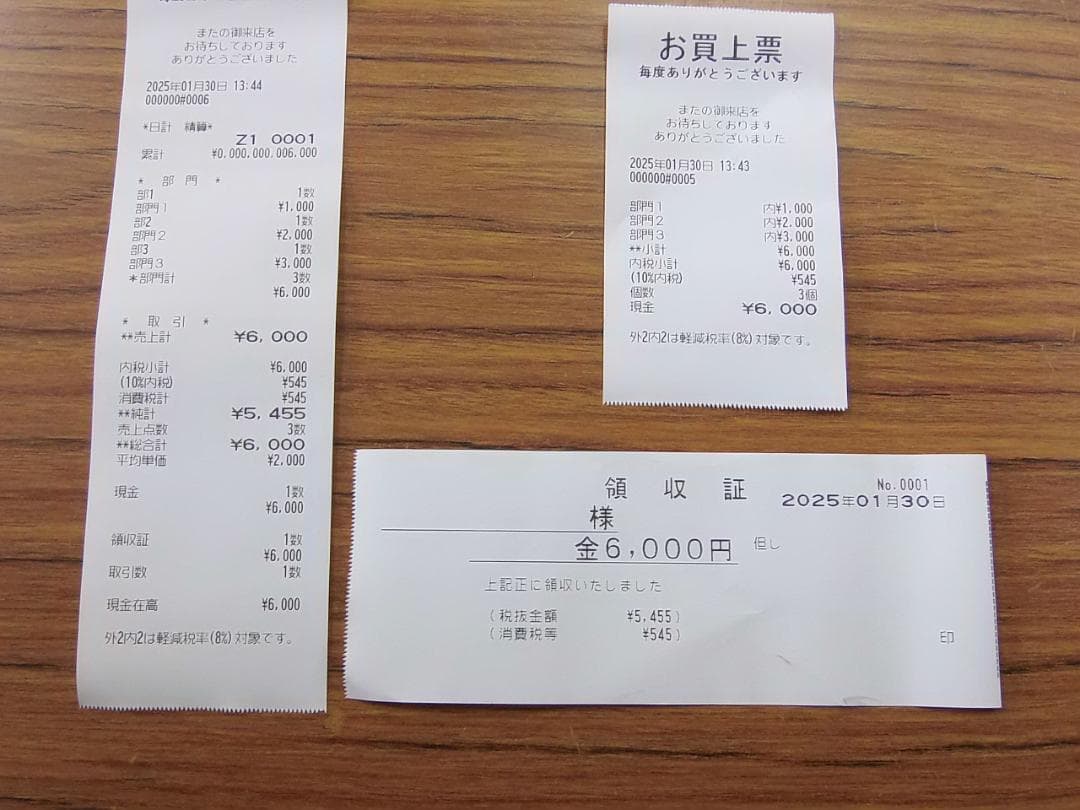 またの御来店を
お待ちしております
ありがとうございました
2025年01月30日 13:44
000000#0006
*日計 精算*
Z1 0001
累計 ¥0,000,000,006,000
* 部 門 *
部1 1数
部門1 ¥1,000
部2 1数
部門2 ¥2,000
部3 1数
部門3 ¥3,000
*部門計 3数
¥6,000
* 取 引 *
**売上計 ¥6,000
内税小計 ¥6,000
(10%内税) ¥545
消費税計 ¥545
**純計 ¥5,455
売上点数 3数
**総合計 ¥6,000
平均単価 ¥2,000
現金 1数
¥6,000
領収証 1数
¥6,000
取引数 1数
現金在高 ¥6,000
外2内2は軽減税率(8%)対象です。
お買上票
毎度ありがとうございます
またの御来店を
お待ちしております
ありがとうございました
2025年01月30日 13:43
000000#0005
部門1 内¥1,000
部門2 内¥2,000
部門3 内¥3,000
**小計 ¥6,000
内税小計 ¥6,000
(10%内税) ¥545
個数 3個
現金 ¥6,000
外2内2は軽減税率(8%)対象です。
領 収 証
No.0001
2025年01月30日
様
金6,000円 但し
上記正に領収いたしました
(税抜金額 ¥5,455)
(消費税等 ¥545)
印